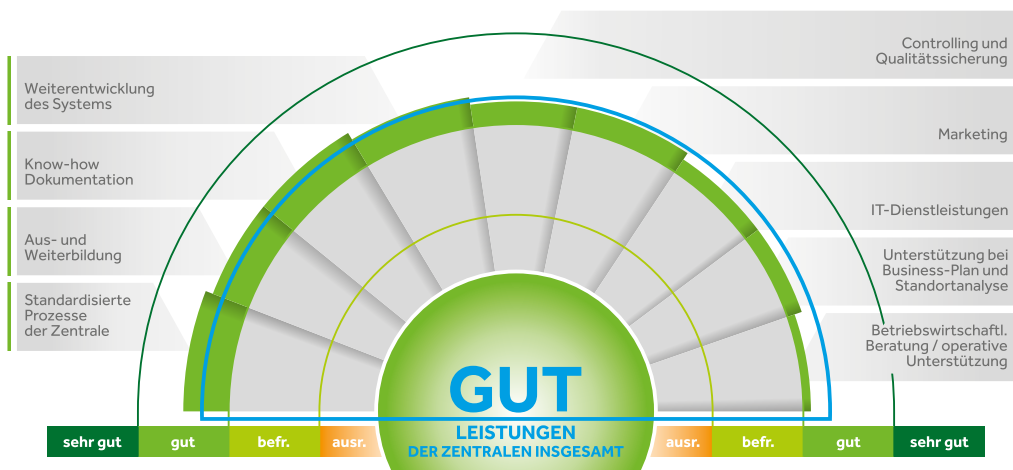 Weiterentwicklung
des Systems
Know-how
Dokumentation
Aus- und
Weiterbildung
Standardisierte
Prozesse
der Zentrale
Controlling und
Qualitätssicherung
Marketing
IT-Dienstleistungen
Unterstützung bei
Business-Plan und
Standortanalyse
Betriebswirtschaftl.
Beratung / operative
Unterstützung
GUT
LEISTUNGEN
DER ZENTRALEN INSGESAMT
sehr gut gut befr. ausr. ausr. befr. gut sehr gut